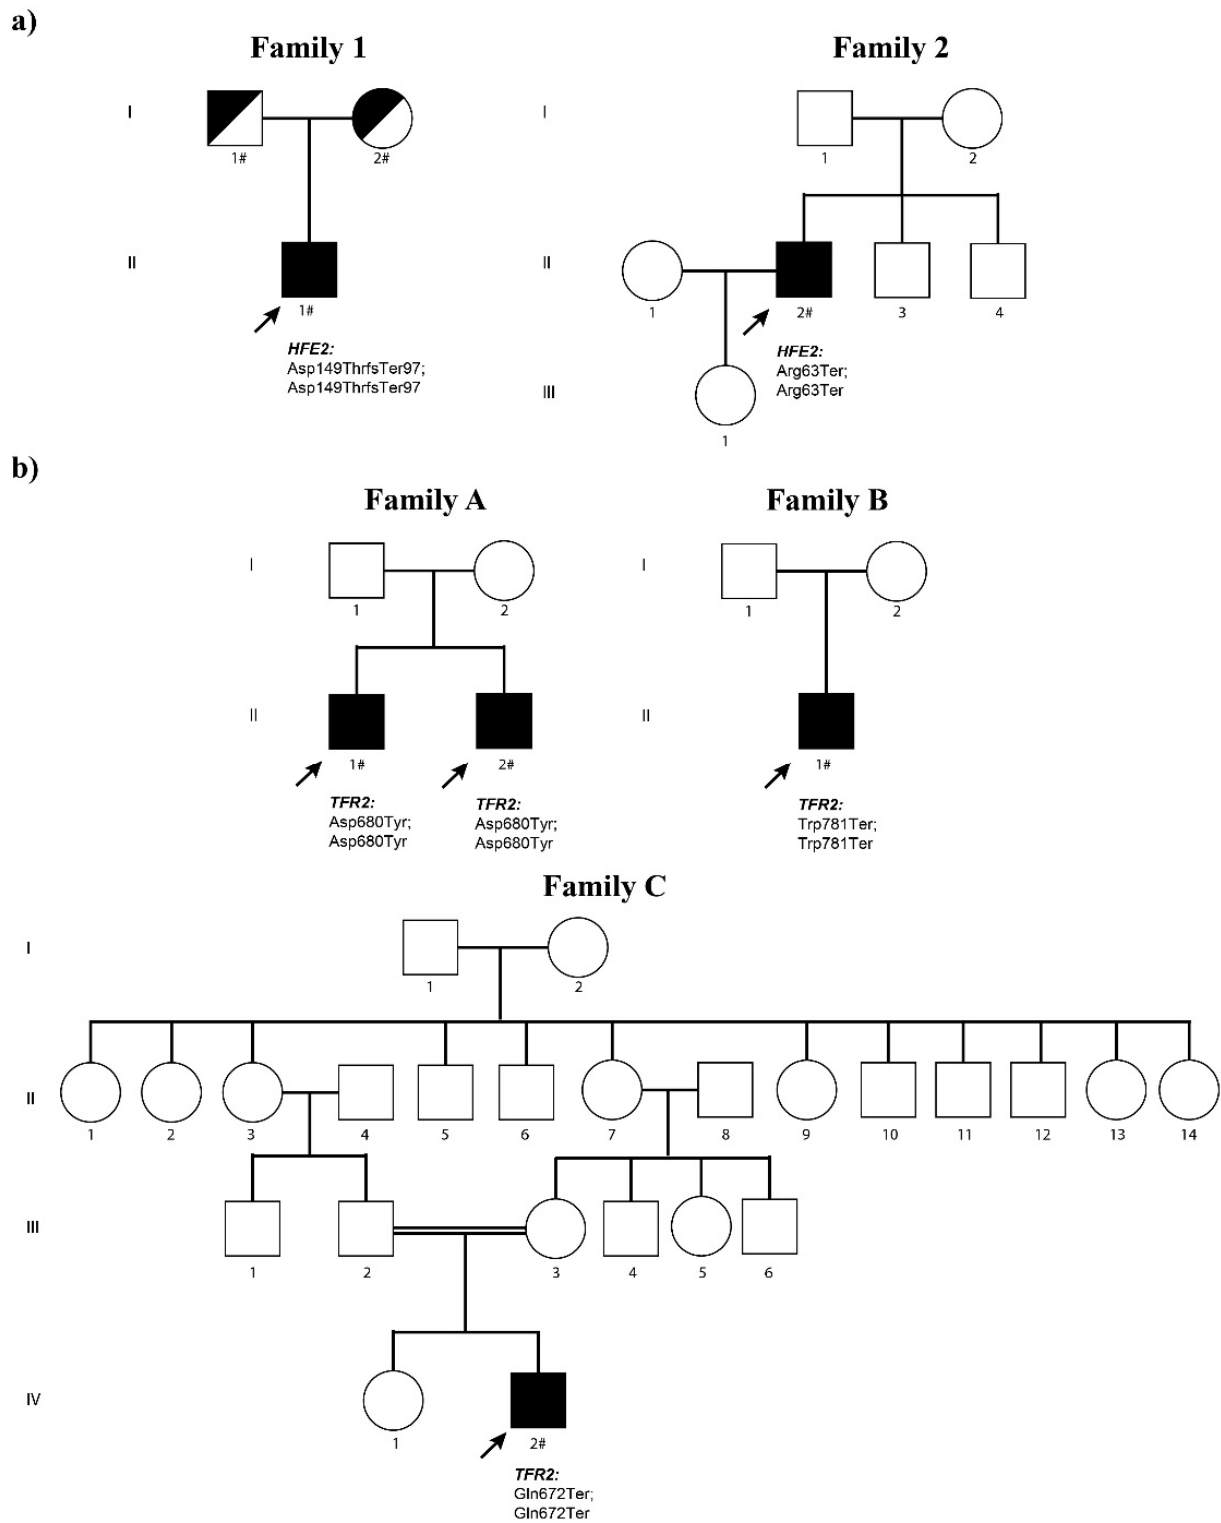 a)
Family 1
Family 2
I
I
1#
2#
1
2
II
II
1#
1
2#
3
4
HFE2:
Asp149ThrfsTer97;
Asp149ThrfsTer97
HFE2:
Arg63Ter;
Arg63Ter
III
1
b)
Family A
Family B
I
I
1
2
1
2
II
II
1#
2#
1#
TFR2:
Asp680Tyr;
Asp680Tyr
TFR2:
Asp680Tyr;
Asp680Tyr
TFR2:
Trp781Ter;
Trp781Ter
Family C
I
1
2
II
1
2
3
4
5
6
7
8
9
10
11
12
13
14
III
1
2
3
4
5
6
IV
1
2#
TFR2:
Gln672Ter;
Gln672Ter